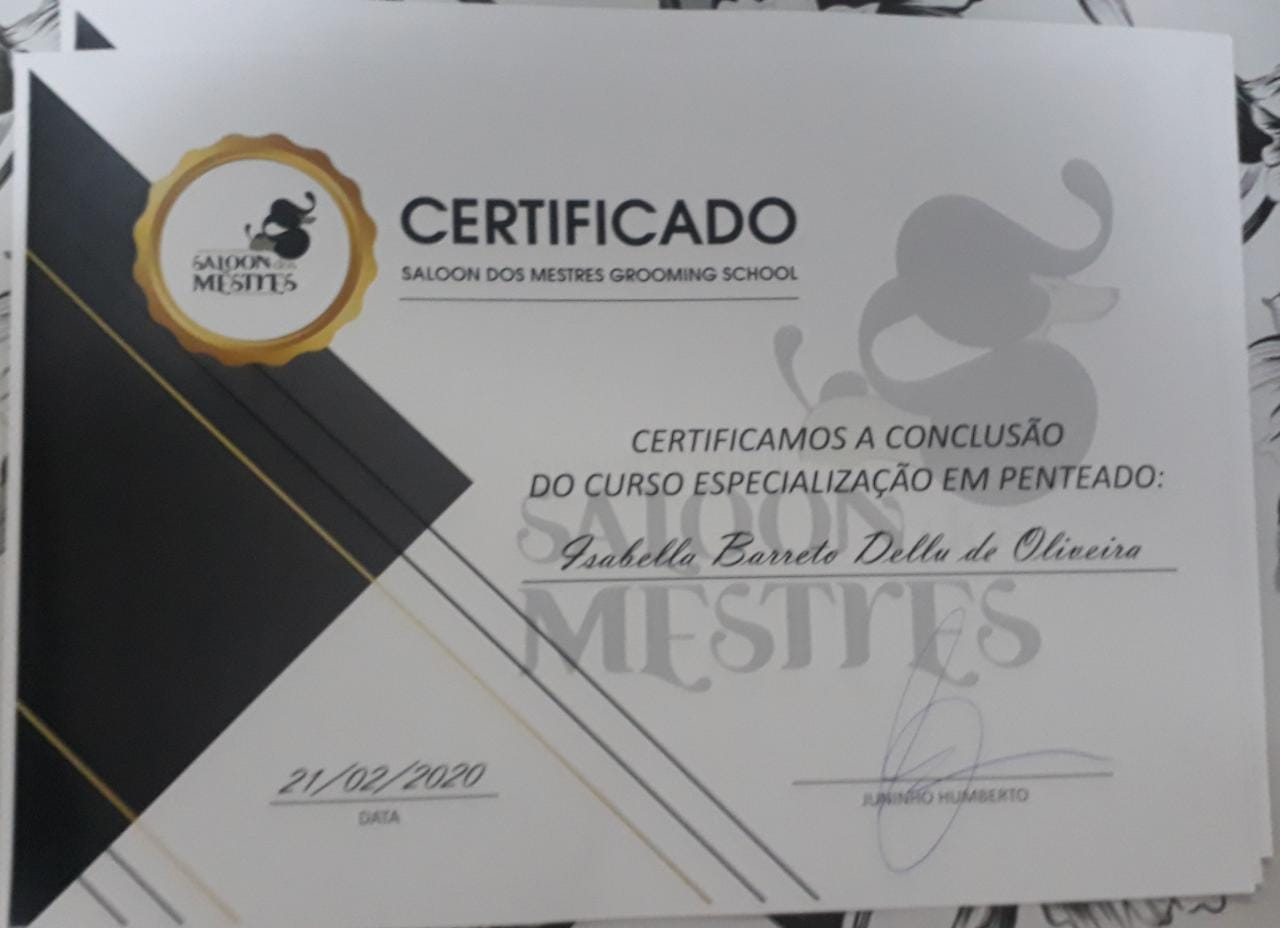 CERTIFICADO
SALOON DOS MESTRES GROOMING SCHOOL
SALOON dos
MESTRES
CERTIFICAMOS A CONCLUSÃO
DO CURSO ESPECIALIZAÇÃO EM PENTEADO:
SALOON
Isabella Barreto Dellu de Oliveira
MESTRES
21/02/2020
DATA
JUNINHO HUMBERTO